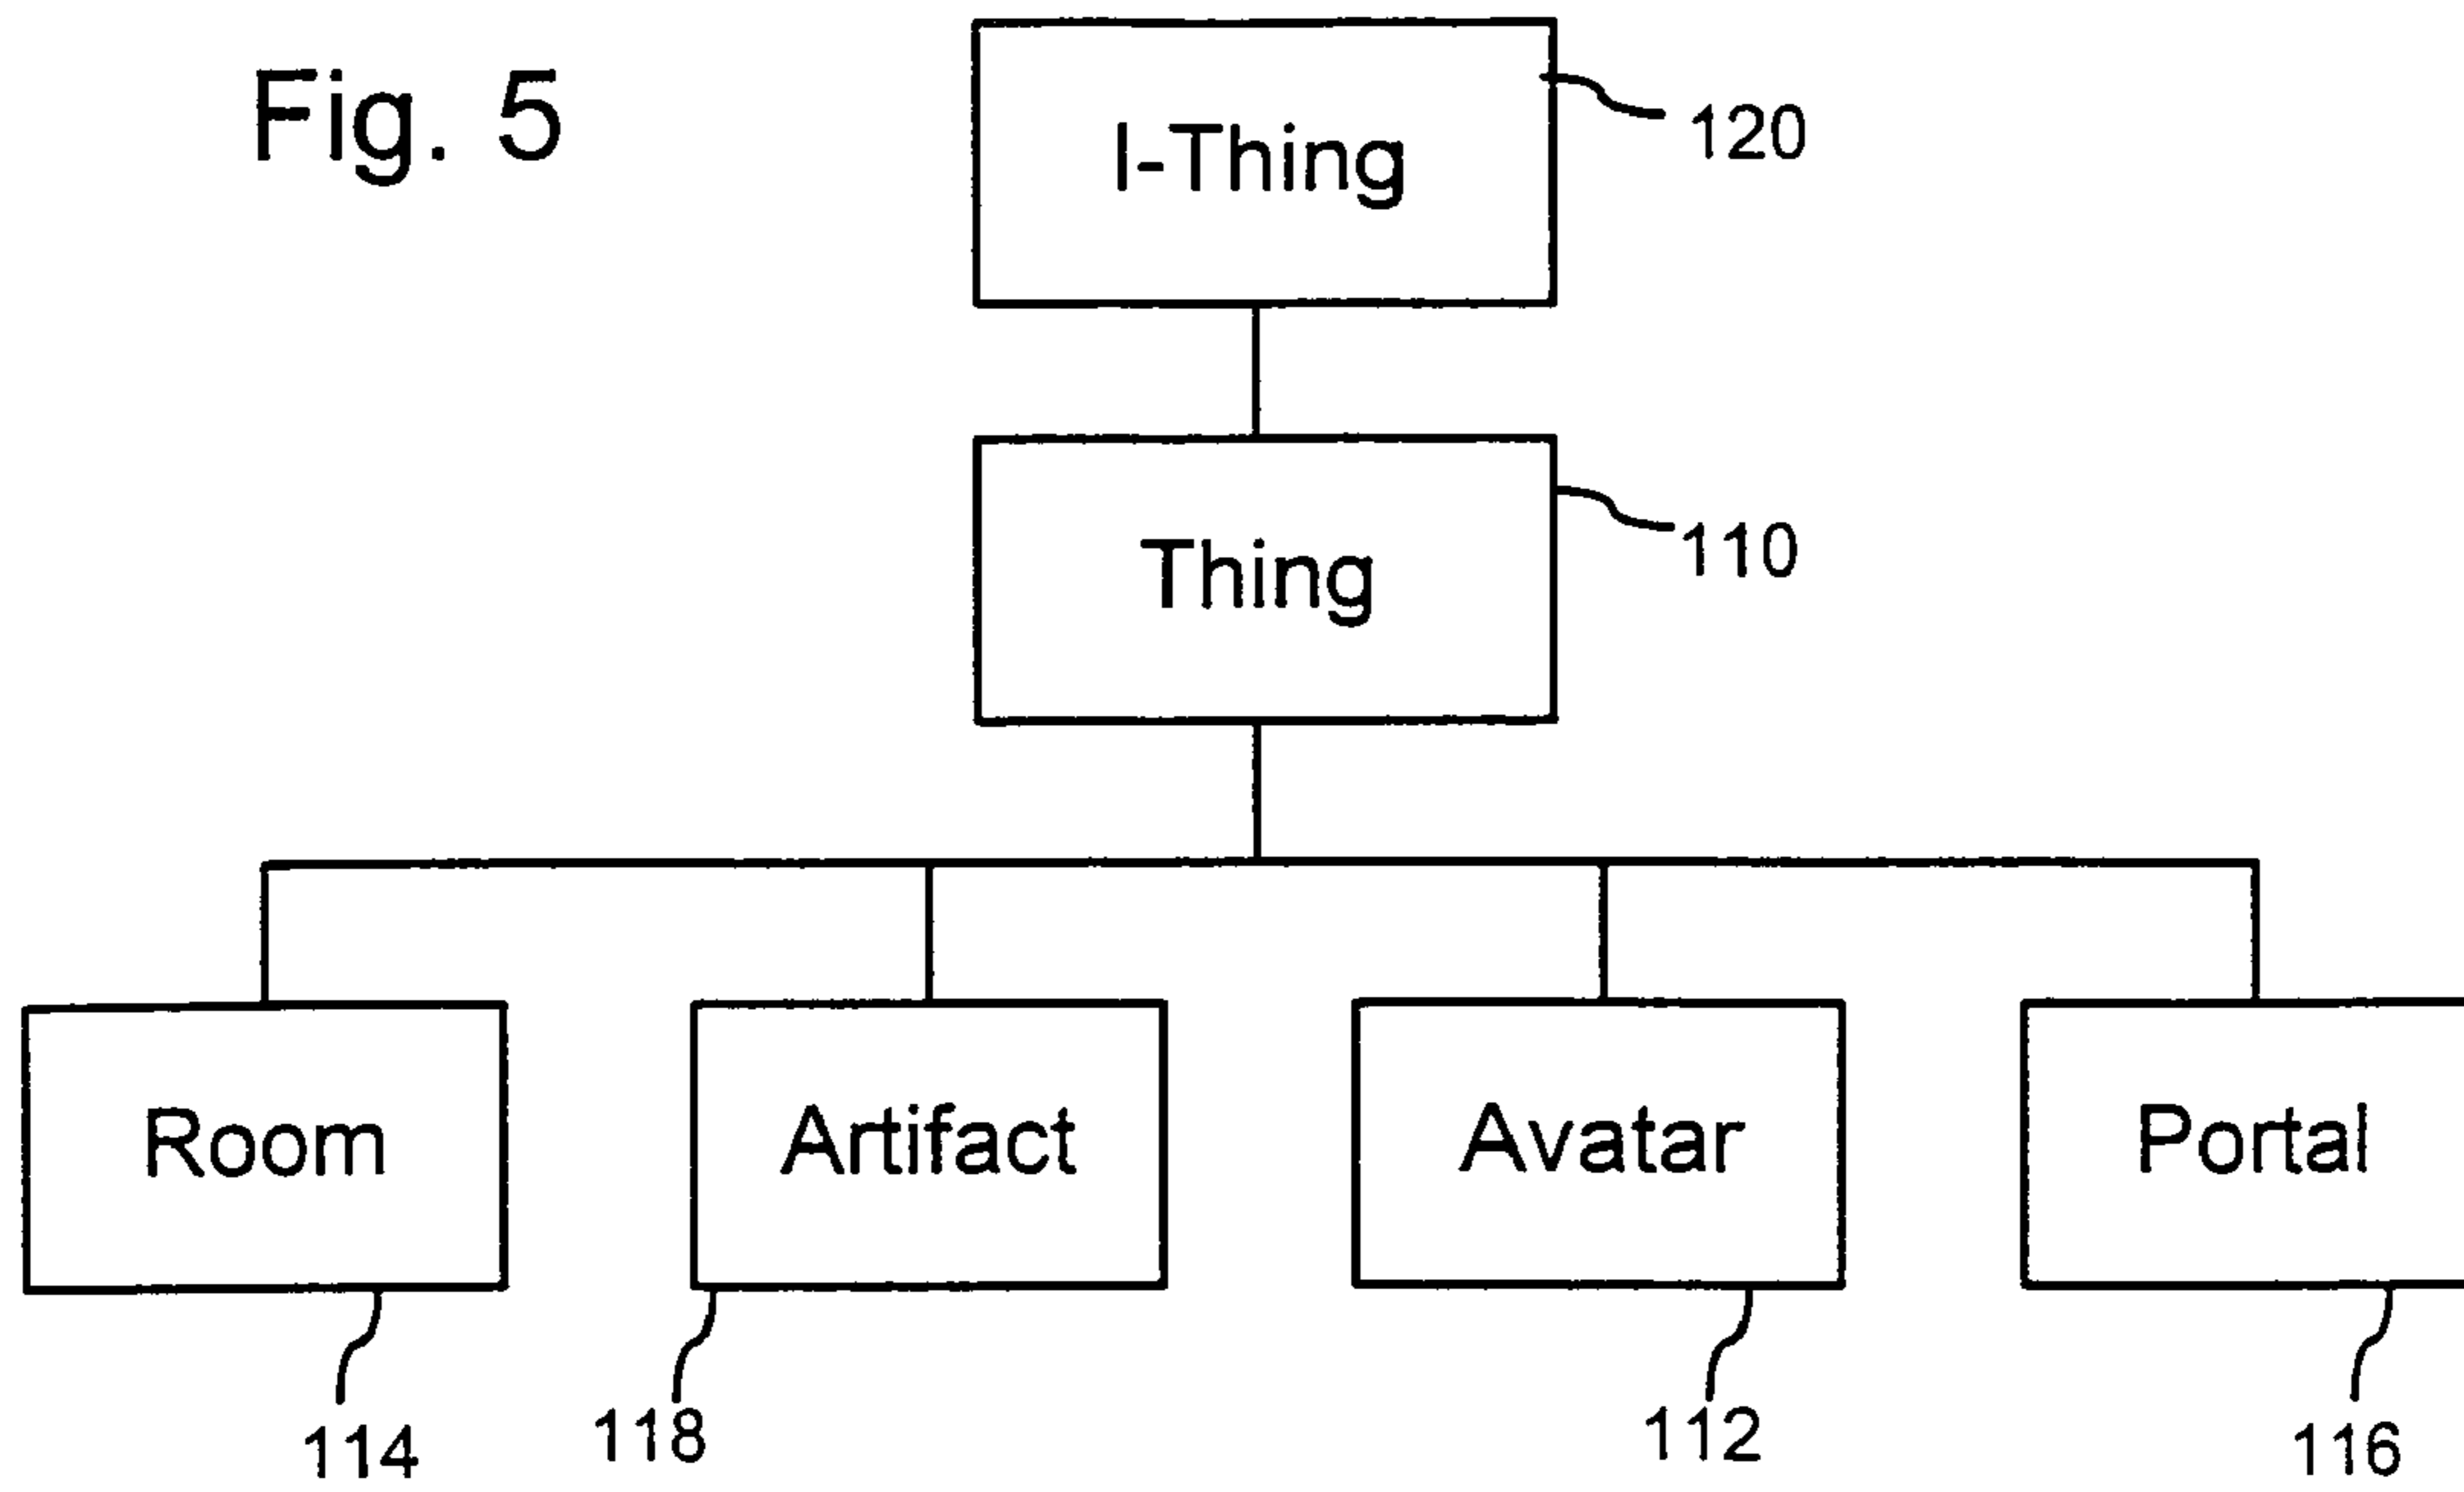 Fig. 5
I-Thing
120
Thing
110
Room
Artifact
Avatar
Portal
114
118
112
116